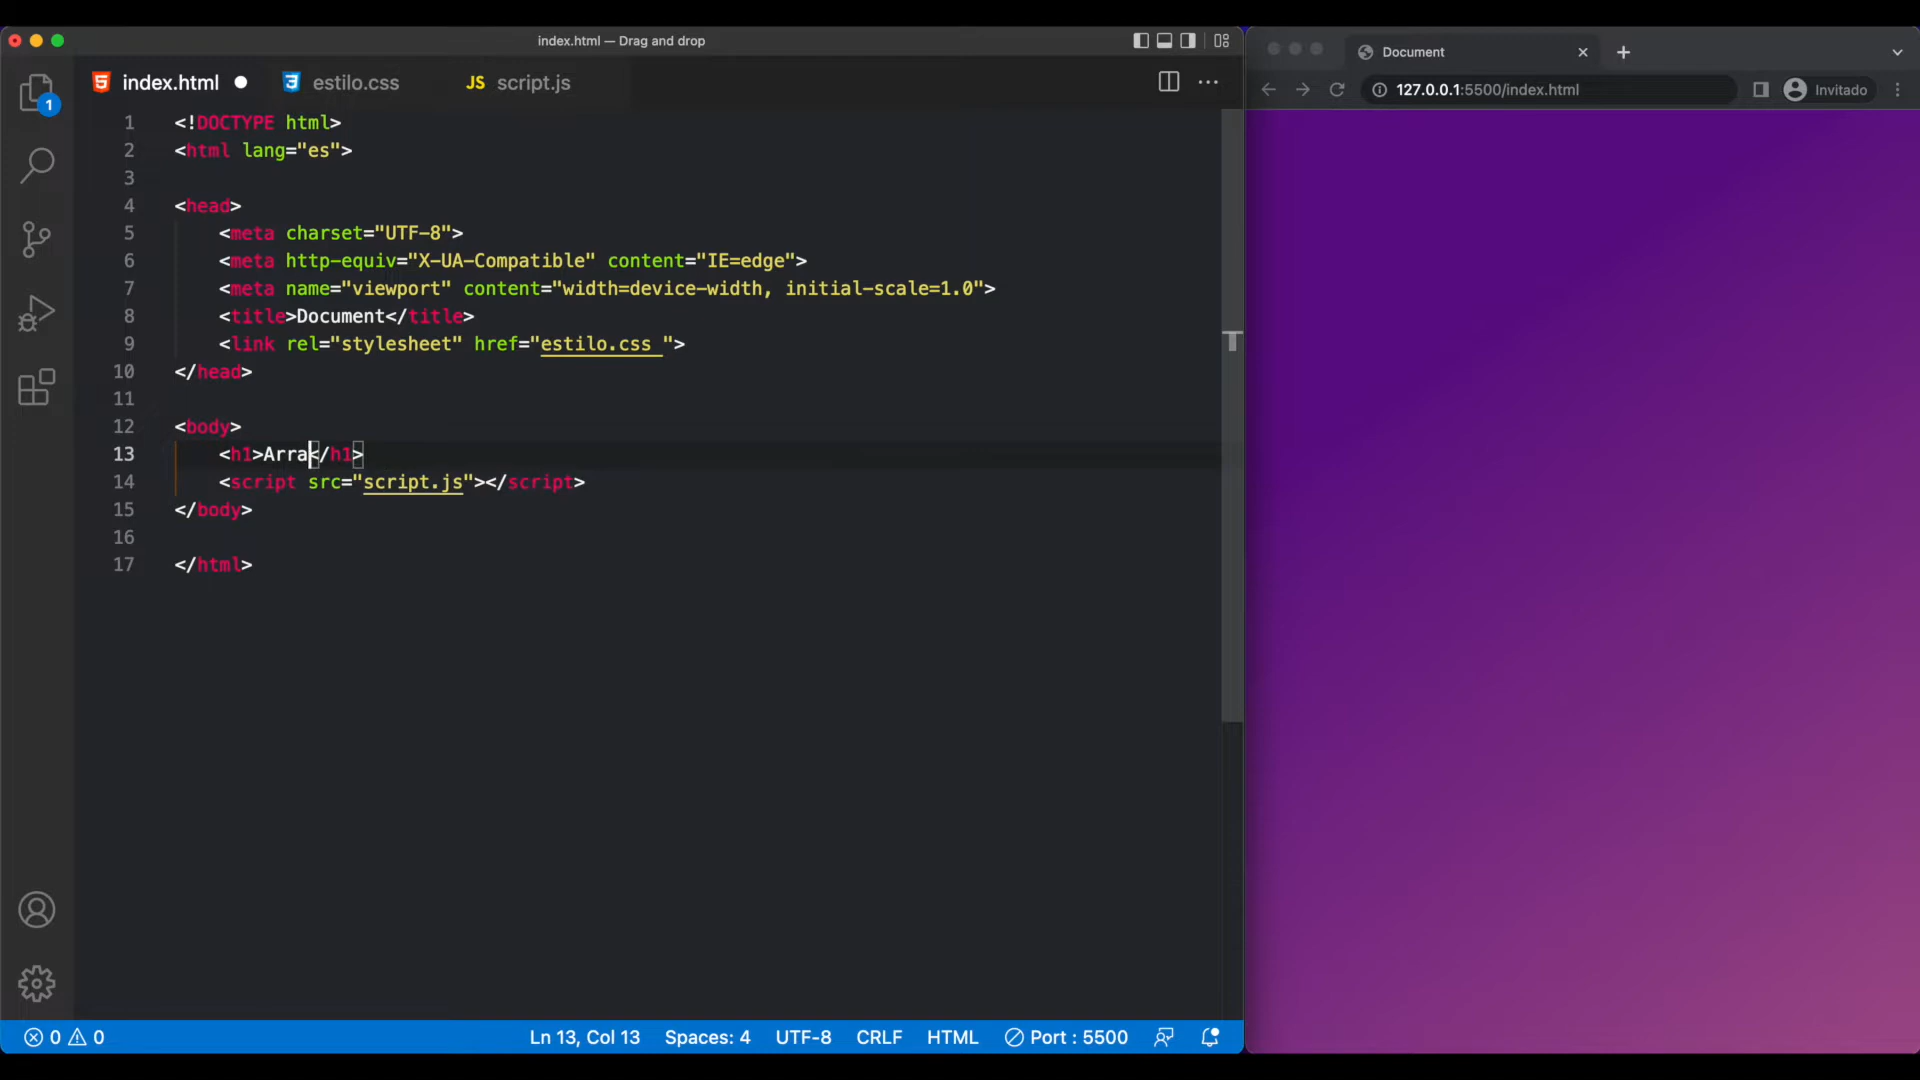 index.html — Drag and drop
index.html
estilo.css
JS script.js
1 <!DOCTYPE html>
2 <html lang="es">
3
4 <head>
5 <meta charset="UTF-8">
6 <meta http-equiv="X-UA-Compatible" content="IE=edge">
7 <meta name="viewport" content="width=device-width, initial-scale=1.0">
8 <title>Document</title>
9 <link rel="stylesheet" href="estilo.css ">
10 </head>
11
12 <body>
13 <h1>Arra</h1>
14 <script src="script.js"></script>
15 </body>
16
17 </html>
1
0 0
Ln 13, Col 13
Spaces: 4
UTF-8
CRLF
HTML
Port : 5500
Document
127.0.0.1:5500/index.html
Invitado